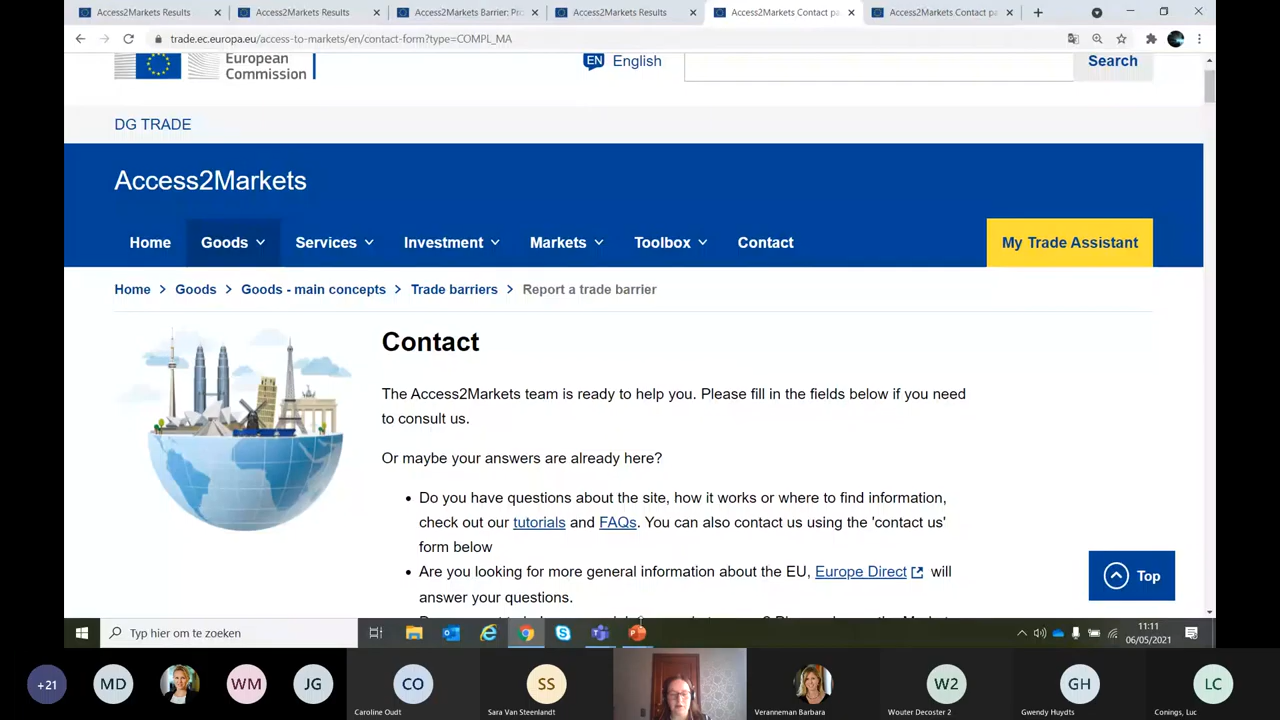 Access2Markets Results
Access2Markets Results
Access2Markets Barrier: Pro
Access2Markets Results
Access2Markets Contact pa
Access2Markets Contact pa
trade.ec.europa.eu/access-to-markets/en/contact-form?type=COMPL_MA
European
Commission
EN English
Search
DG TRADE
Access2Markets
Home Goods Services Investment Markets Toolbox Contact My Trade Assistant
Home > Goods > Goods - main concepts > Trade barriers > Report a trade barrier
Contact
The Access2Markets team is ready to help you. Please fill in the fields below if you need
to consult us.
Or maybe your answers are already here?
• Do you have questions about the site, how it works or where to find information,
check out our tutorials and FAQs. You can also contact us using the 'contact us'
form below
• Are you looking for more general information about the EU, Europe Direct will
answer your questions.
Top
Typ hier om te zoeken
11:11
06/05/2021
+21 MD WM JG CO SS W2 GH LC
Caroline Oudt Sara Van Steenlandt Veranneman Barbara Wouter Decoster 2 Gwendy Huydts Conings, Luc